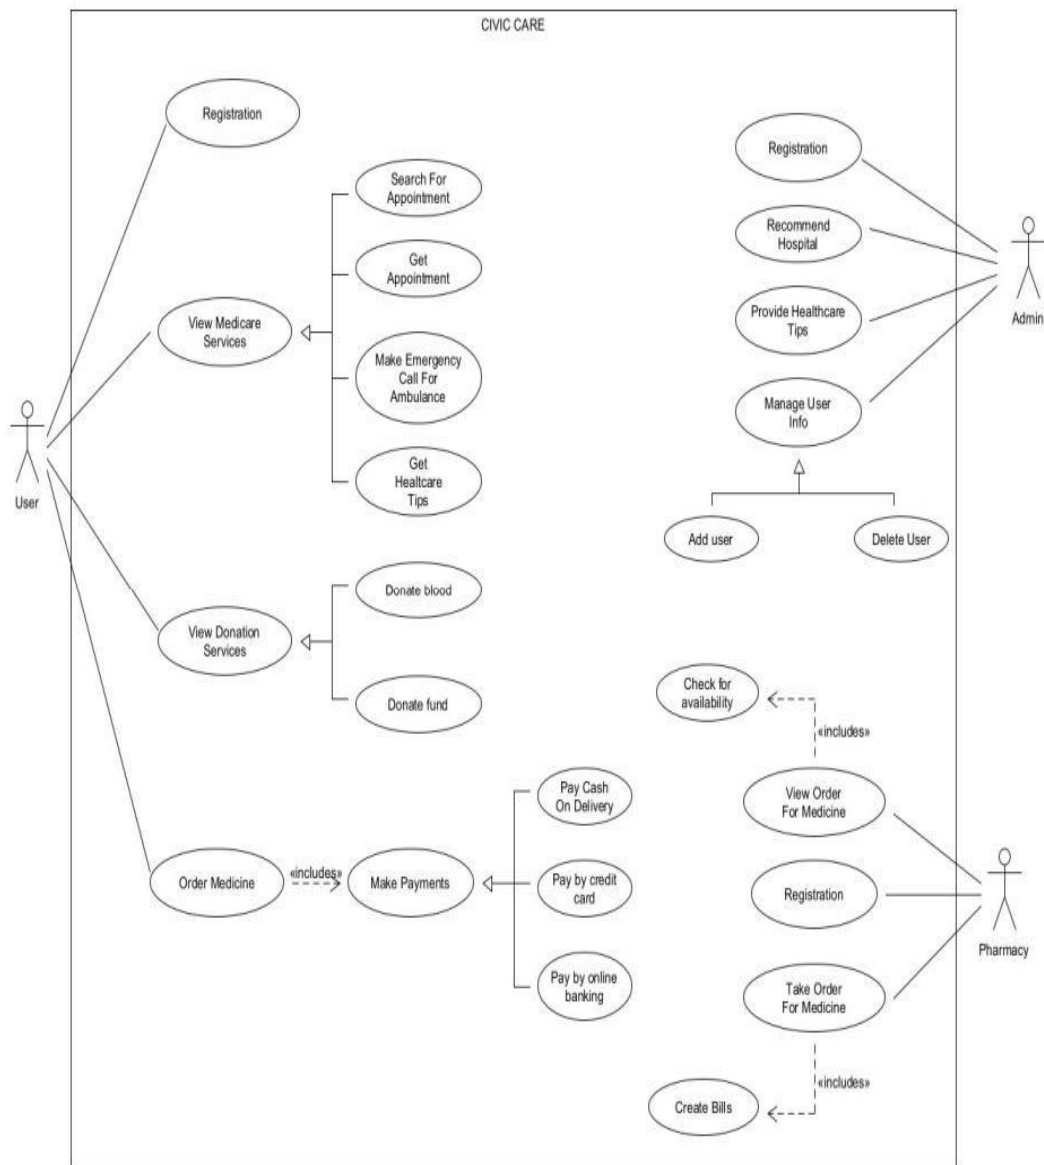 CIVIC CARE
Registration
Search For
Appointment
Get
Appointment
View Medicare
Services
Make Emergency
Call For
Ambulance
Get
Healtcare
Tips
User
Donate blood
View Donation
Services
Donate fund
Order Medicine
«includes»
Make Payments
Pay Cash
On Delivery
Pay by credit
card
Pay by online
banking
Registration
Recommend
Hospital
Provide Healthcare
Tips
Manage User
Info
Admin
Add user
Delete User
Check for
availability
«includes»
View Order
For Medicine
Registration
Pharmacy
Take Order
For Medicine
«includes»
Create Bills